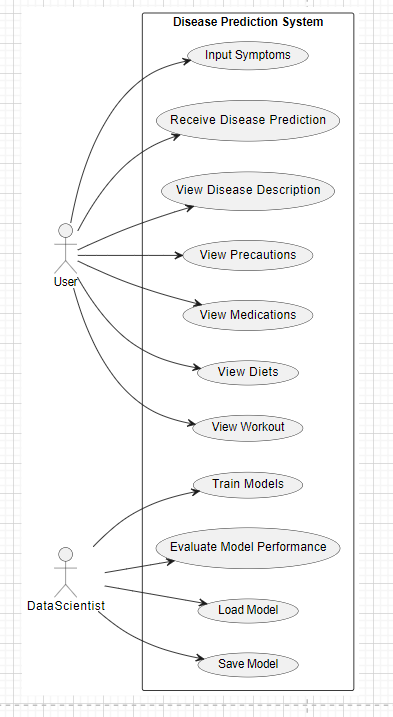 Disease Prediction System
Input Symptoms
Receive Disease Prediction
View Disease Description
View Precautions
User
View Medications
View Diets
View Workout
Train Models
Evaluate Model Performance
DataScientist
Load Model
Save Model